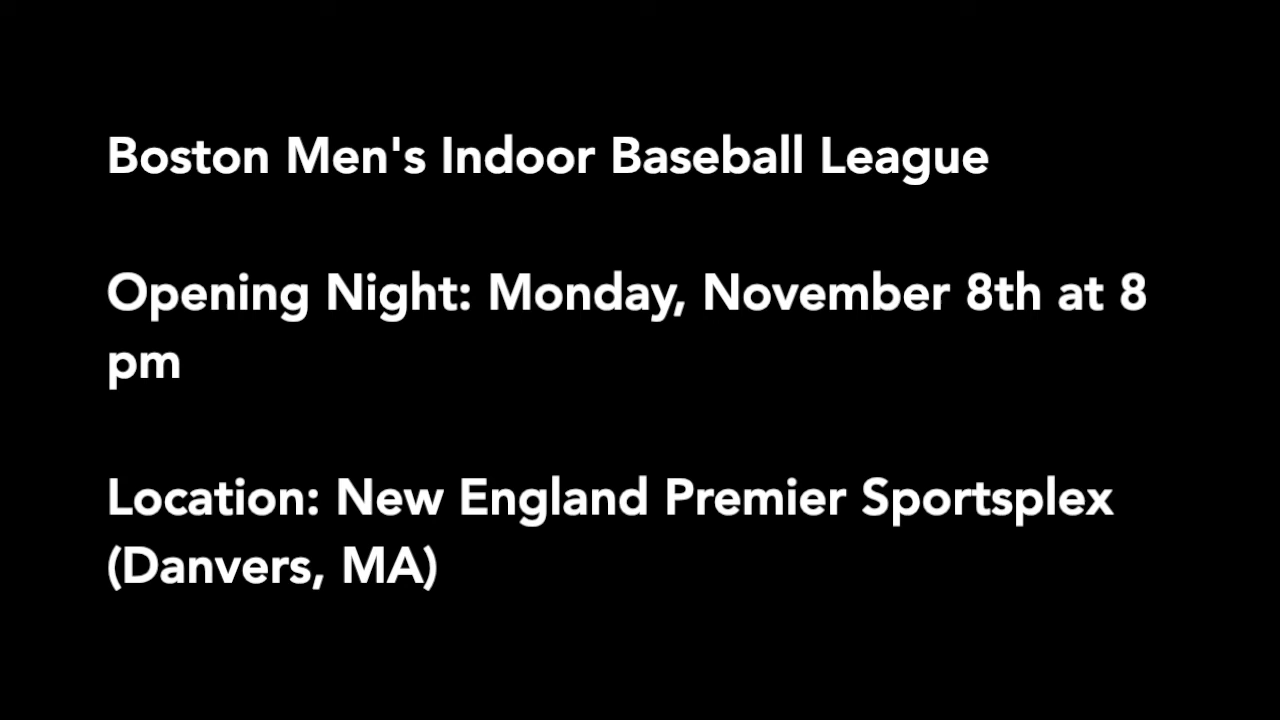 Boston Men's Indoor Baseball League
Opening Night: Monday, November 8th at 8
pm
Location: New England Premier Sportsplex
(Danvers, MA)